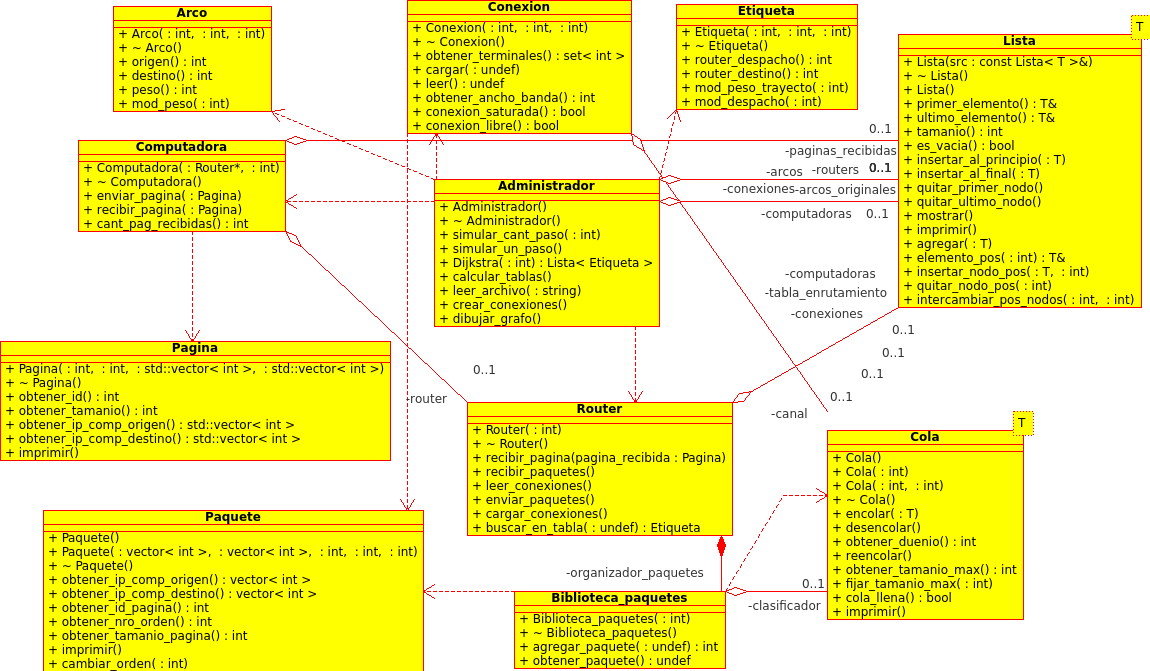 Arco
+ Arco( : int,  : int,  : int)
+ ~ Arco()
+ origen() : int
+ destino() : int
+ peso() : int
+ mod_peso( : int)
Conexion
+ Conexion( : int,  : int,  : int)
+ ~ Conexion()
+ obtener_terminales() : set< int >
+ cargar( : undef)
+ leer() : undef
+ obtener_ancho_banda() : int
+ conexion_saturada() : bool
+ conexion_libre() : bool
Etiqueta
+ Etiqueta( : int,  : int,  : int)
+ ~ Etiqueta()
+ router_despacho() : int
+ router_destino() : int
+ mod_peso_trayecto( : int)
+ mod_despacho( : int)
T
Lista
+ Lista(src : const Lista< T >&)
+ ~ Lista()
+ Lista()
+ primer_elemento() : T&
+ ultimo_elemento() : T&
+ tamanio() : int
+ es_vacia() : bool
+ insertar_al_principio( : T)
+ insertar_al_final( : T)
+ quitar_primer_nodo()
+ quitar_ultimo_nodo()
+ mostrar()
+ imprimir()
+ agregar( : T)
+ elemento_pos( : int) : T&
+ insertar_nodo_pos( : T,  : int)
+ quitar_nodo_pos( : int)
+ intercambiar_pos_nodos( : int,  : int)
Computadora
+ Computadora( : Router*,  : int)
+ ~ Computadora()
+ enviar_pagina( : Pagina)
+ recibir_pagina( : Pagina)
+ cant_pag_recibidas() : int
0..1
-paginas_recibidas
-arcos -routers 0..1
-conexiones-arcos_originales
-computadoras 0..1
Administrador
+ Administrador()
+ ~ Administrador()
+ simular_cant_paso( : int)
+ simular_un_paso()
+ Dijkstra( : int) : Lista< Etiqueta >
+ calcular_tablas()
+ leer_archivo( : string)
+ crear_conexiones()
+ dibujar_grafo()
-computadoras
-tabla_enrutamiento
-conexiones
0..1
0..1
0..1
0..1
-canal
Pagina
+ Pagina( : int,  : int,  : std::vector< int >,  : std::vector< int >)
+ ~ Pagina()
+ obtener_id() : int
+ obtener_tamanio() : int
+ obtener_ip_comp_origen() : std::vector< int >
+ obtener_ip_comp_destino() : std::vector< int >
+ imprimir()
0..1
-router
Router
+ Router( : int)
+ ~ Router()
+ recibir_pagina(pagina_recibida : Pagina)
+ recibir_paquetes()
+ leer_conexiones()
+ enviar_paquetes()
+ cargar_conexiones()
+ buscar_en_tabla( : undef) : Etiqueta
T
Cola
+ Cola()
+ Cola( : int)
+ Cola( : int,  : int)
+ ~ Cola()
+ encolar( : T)
+ desencolar()
+ obtener_duenio() : int
+ reencolar()
+ obtener_tamanio_max() : int
+ fijar_tamanio_max( : int)
+ cola_llena() : bool
+ imprimir()
Paquete
+ Paquete()
+ Paquete( : vector< int >,  : vector< int >,  : int,  : int,  : int)
+ ~ Paquete()
+ obtener_ip_comp_origen() : vector< int >
+ obtener_ip_comp_destino() : vector< int >
+ obtener_id_pagina() : int
+ obtener_nro_orden() : int
+ obtener_tamanio_pagina() : int
+ imprimir()
+ cambiar_orden( : int)
-organizador_paquetes
0..1
-clasificador
Biblioteca_paquetes
+ Biblioteca_paquetes( : int)
+ ~ Biblioteca_paquetes()
+ agregar_paquete( : undef) : int
+ obtener_paquete() : undef